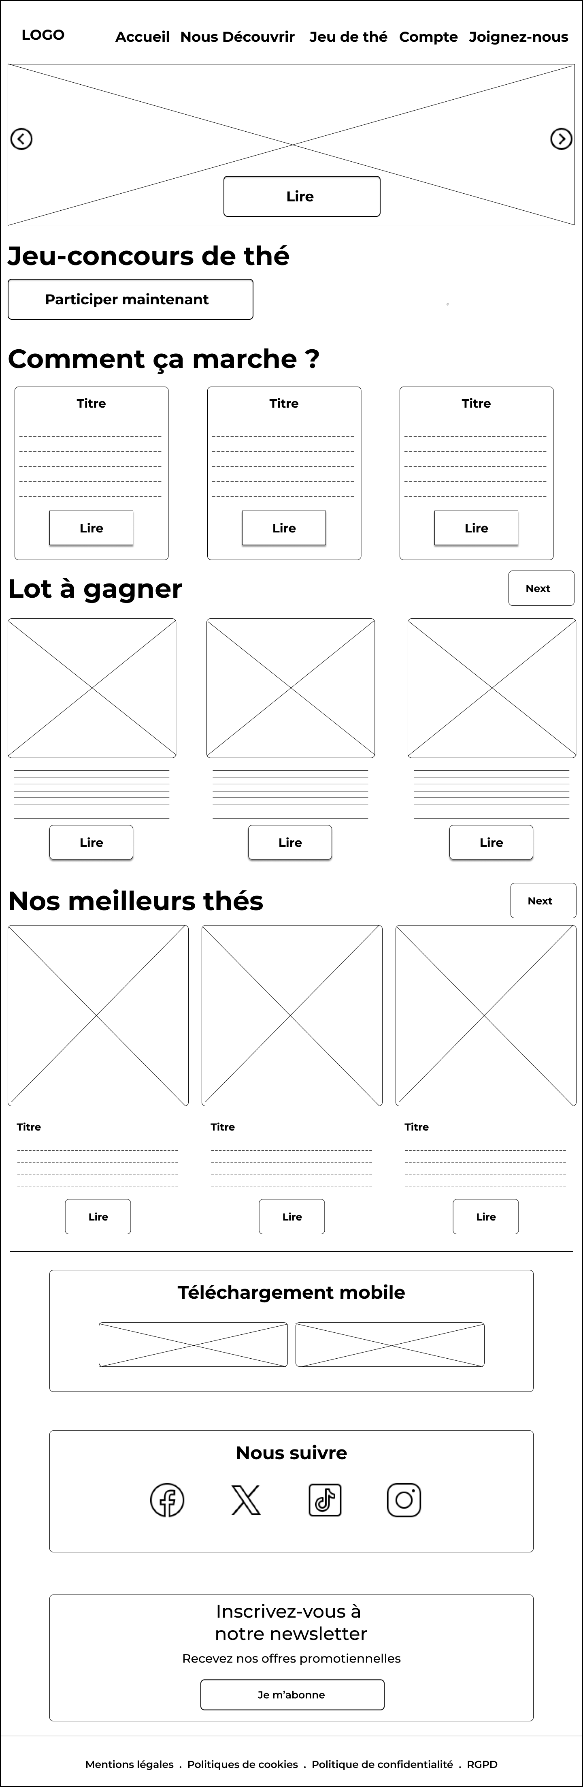 LOGO Accueil Nous Découvrir Jeu de thé Compte Joignez-nous
Lire
Jeu-concours de thé
Participer maintenant
Comment ça marche ?
Titre Titre Titre
Lire Lire Lire
Lot à gagner Next
Lire Lire Lire
Nos meilleurs thés Next
Titre Titre Titre
Lire Lire Lire
Téléchargement mobile
Nous suivre
Inscrivez-vous à
notre newsletter
Recevez nos offres promotiennelles
Je m'abonne
Mentions légales . Politiques de cookies . Politique de confidentialité . RGPD